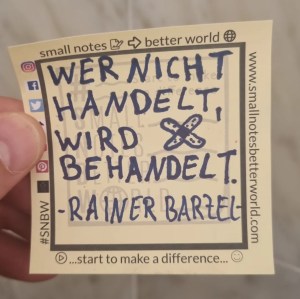 small notes better world
WER NICHT
HANDELT,
WIRD
BEHANDELT.
-RAINER BARZEL
www.smallnotesbetterworld.com
#SNBW
...start to make a difference...